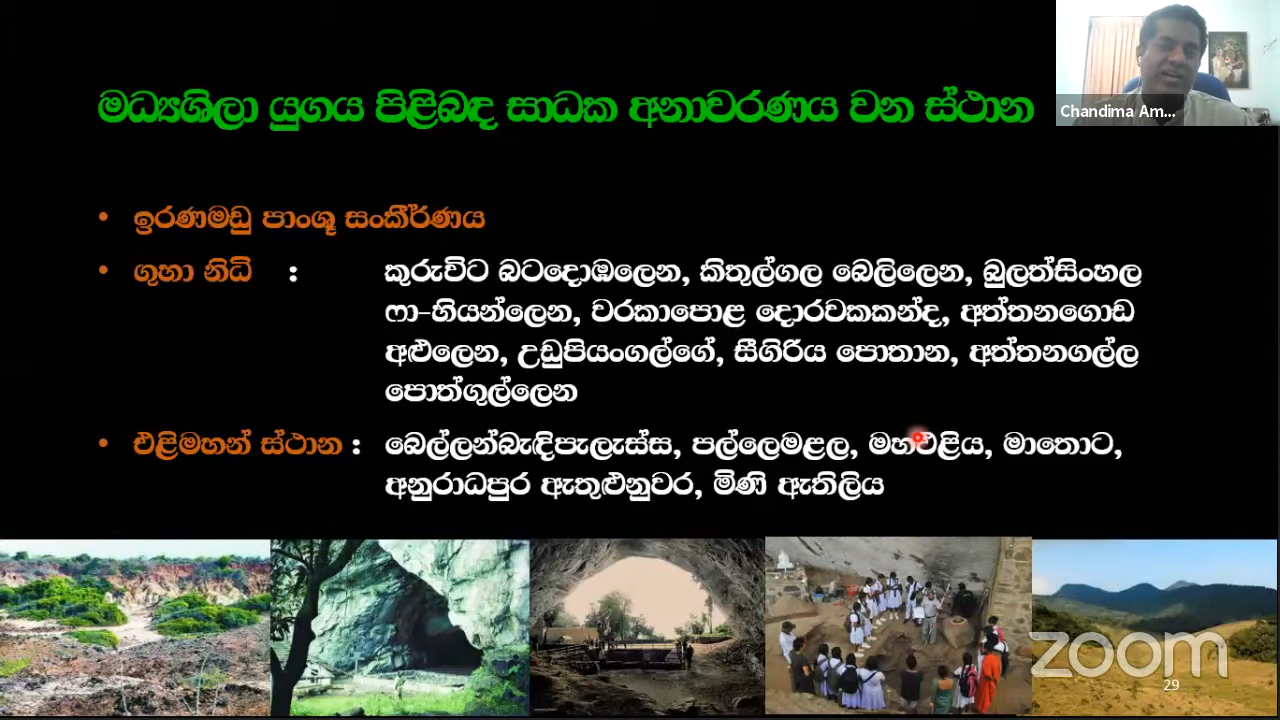 Chandima Am...
මධ්‍යශිලා යුගය පිළිබඳ සාධක අනාවරණය වන ස්ථාන
• ඉරණමඩු පාංශූ සංකීර්ණය
• ගුහා නිධි : කුරුවිට බටදොඹලෙන, කිතුල්ගල බෙලිලෙන, බුලත්සිංහල
ෆා-හියන්ලෙන, වරකාපොළ දොරවකකන්ද, අත්තනගොඩ
අළුලෙන, උඩුපියංගල්ගේ, සීගිරිය පොතාන, අත්තනගල්ල
පොත්ගුල්ලෙන
• එළිමහන් ස්ථාන : බෙල්ලන්බැඳිපැලැස්ස, පල්ලෙමළල, මහඑළිය, මාතොට,
අනුරාධපුර ඇතුළුනුවර, මිණි ඇතිලිය
zoom
29